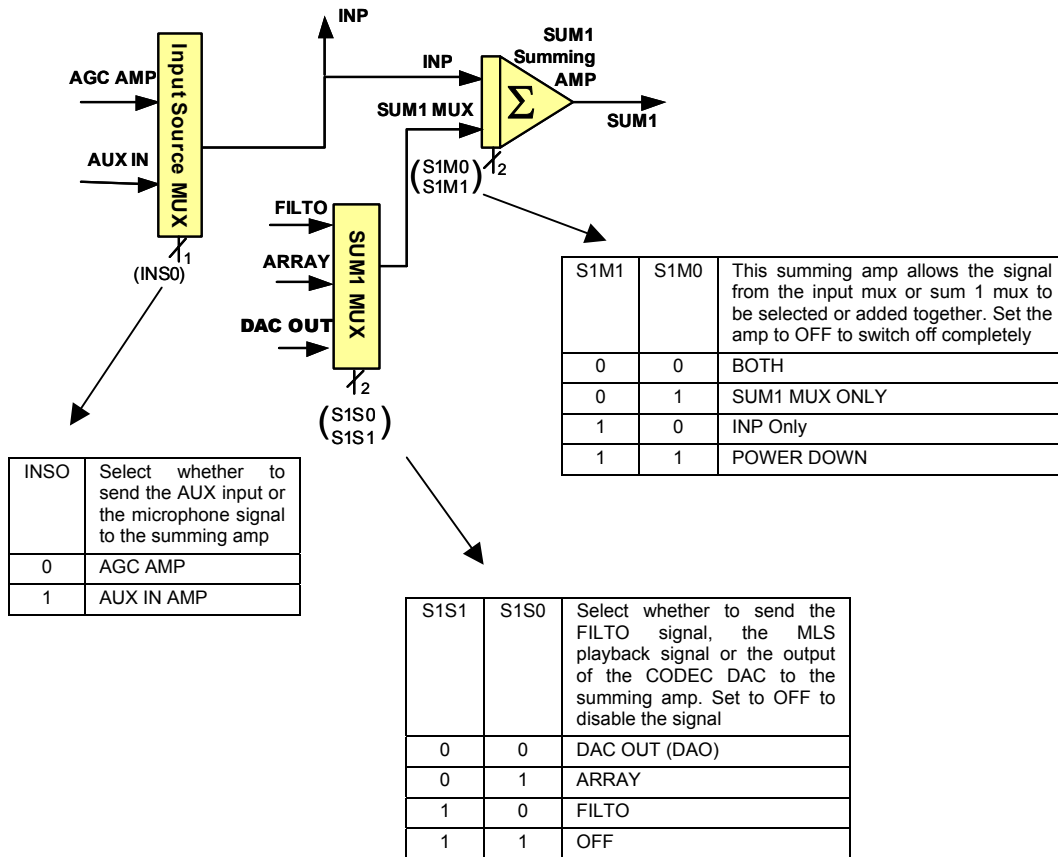 INP
SUM1
Summing
AMP
Input Source MUX
AGC AMP
INP
Σ
SUM1 MUX
SUM1
AUX IN
(S1M0
S1M1)
2
FILTO
1
(INS0)
ARRAY
SUM1 MUX
DAC OUT
2
(S1S0
S1S1)
S1M1 S1M0 This summing amp allows the signal
from the input mux or sum 1 mux to
be selected or added together. Set the
amp to OFF to switch off completely
0 0 BOTH
0 1 SUM1 MUX ONLY
1 0 INP Only
1 1 POWER DOWN
INSO Select whether to
send the AUX input or
the microphone signal
to the summing amp
0 AGC AMP
1 AUX IN AMP
S1S1 S1S0 Select whether to send the
FILTO signal, the MLS
playback signal or the output
of the CODEC DAC to the
summing amp. Set to OFF to
disable the signal
0 0 DAC OUT (DAO)
0 1 ARRAY
1 0 FILTO
1 1 OFF